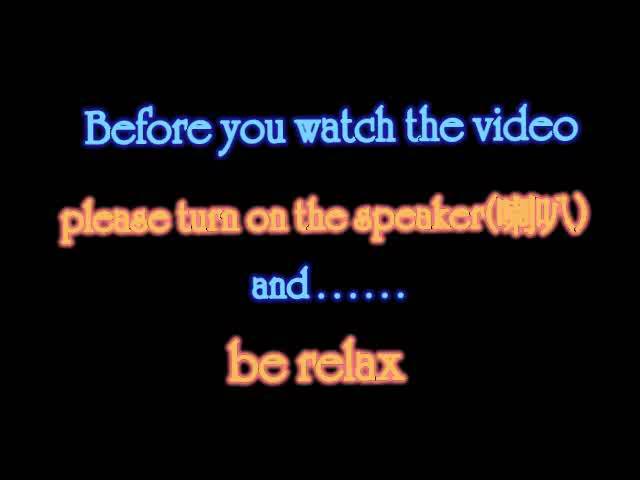 Before you watch the video
please turn on the speaker(喇叭)
and . . . . . .
be relax